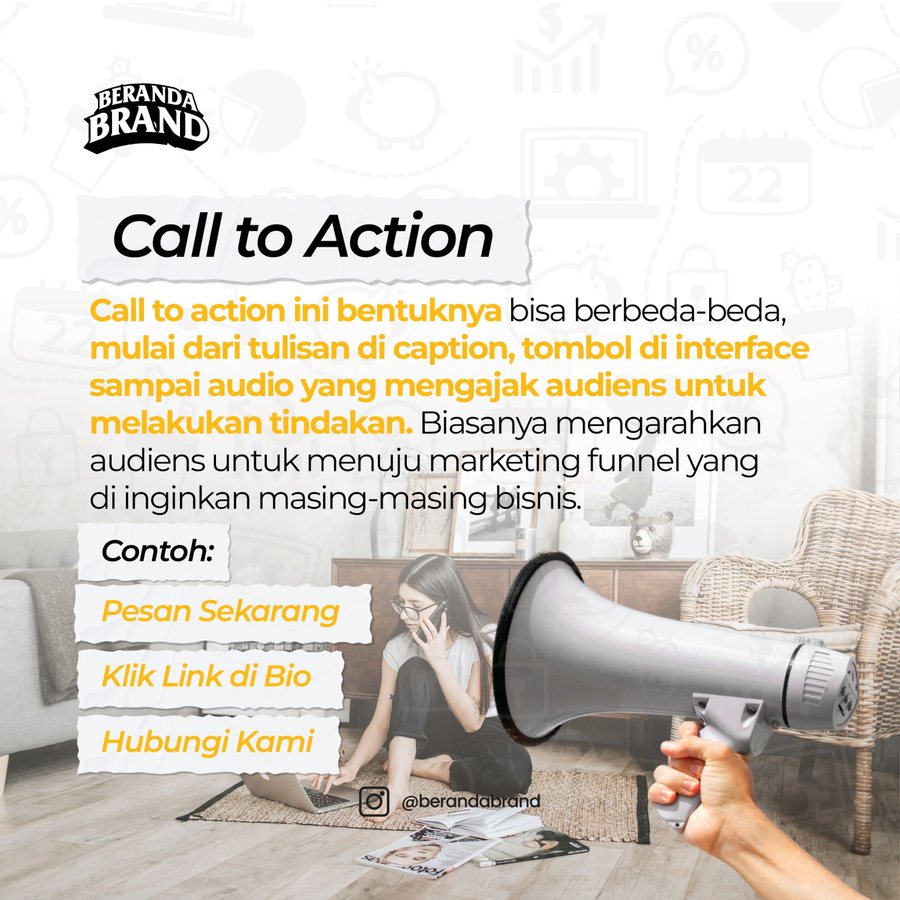 BERANDA
BRAND
%
22
Call to Action
Call to action ini bentuknya bisa berbeda-beda,
mulai dari tulisan di caption, tombol di interface
sampai audio yang mengajak audiens untuk
melakukan tindakan. Biasanya mengarahkan
audiens untuk menuju marketing funnel yang
di inginkan masing-masing bisnis.
Contoh:
Pesan Sekarang
Klik Link di Bio
Hubungi Kami
@berandabrand